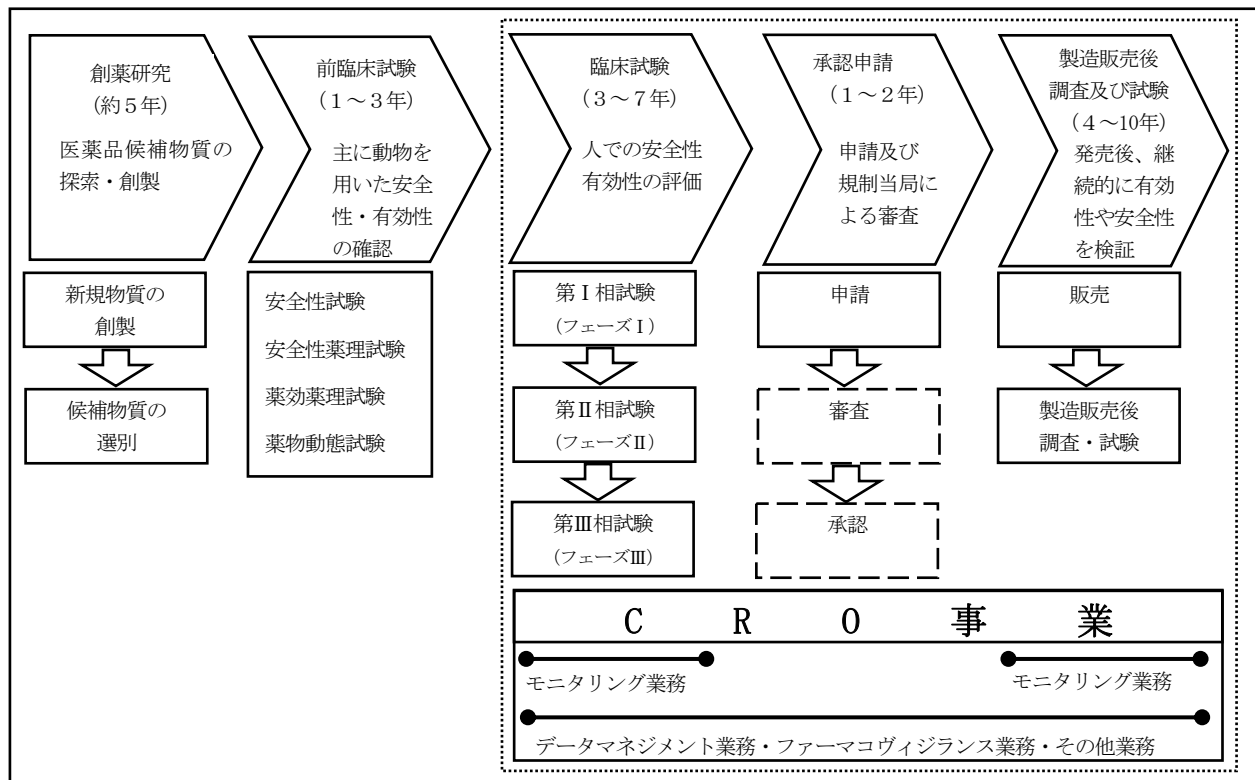 創薬研究
(約5年)
医薬品候補物質の
探索・創製
前臨床試験
(1～3年)
主に動物を
用いた安全
性・有効性
の確認
臨床試験
(3～7年)
人での安全性
有効性の評価
承認申請
(1～2年)
申請及び
規制当局に
よる審査
製造販売後
調査及び試験
(4～10年)
発売後、継
続的に有効
性や安全性
を検証
新規物質の
創製
候補物質の
選別
安全性試験
安全性薬理試験
薬効薬理試験
薬物動態試験
第Ⅰ相試験
(フェーズⅠ)
第Ⅱ相試験
(フェーズⅡ)
第Ⅲ相試験
(フェーズⅢ)
申請
審査
承認
販売
製造販売後
調査・試験
CRO事業
モニタリング業務
モニタリング業務
データマネジメント業務・ファーマコヴィジランス業務・その他業務